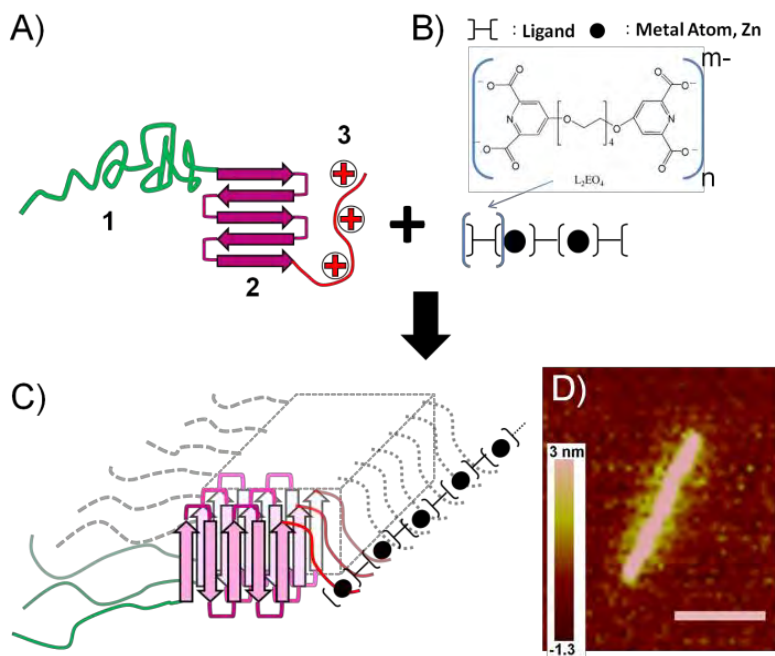 A)
B)
: Ligand
: Metal Atom, Zn
m-
O
O
O
O
N
O
O
4
N
O
O
O
O
n
L₂EO₄
3
1
2
+
C)
D)
3 nm
-1.3